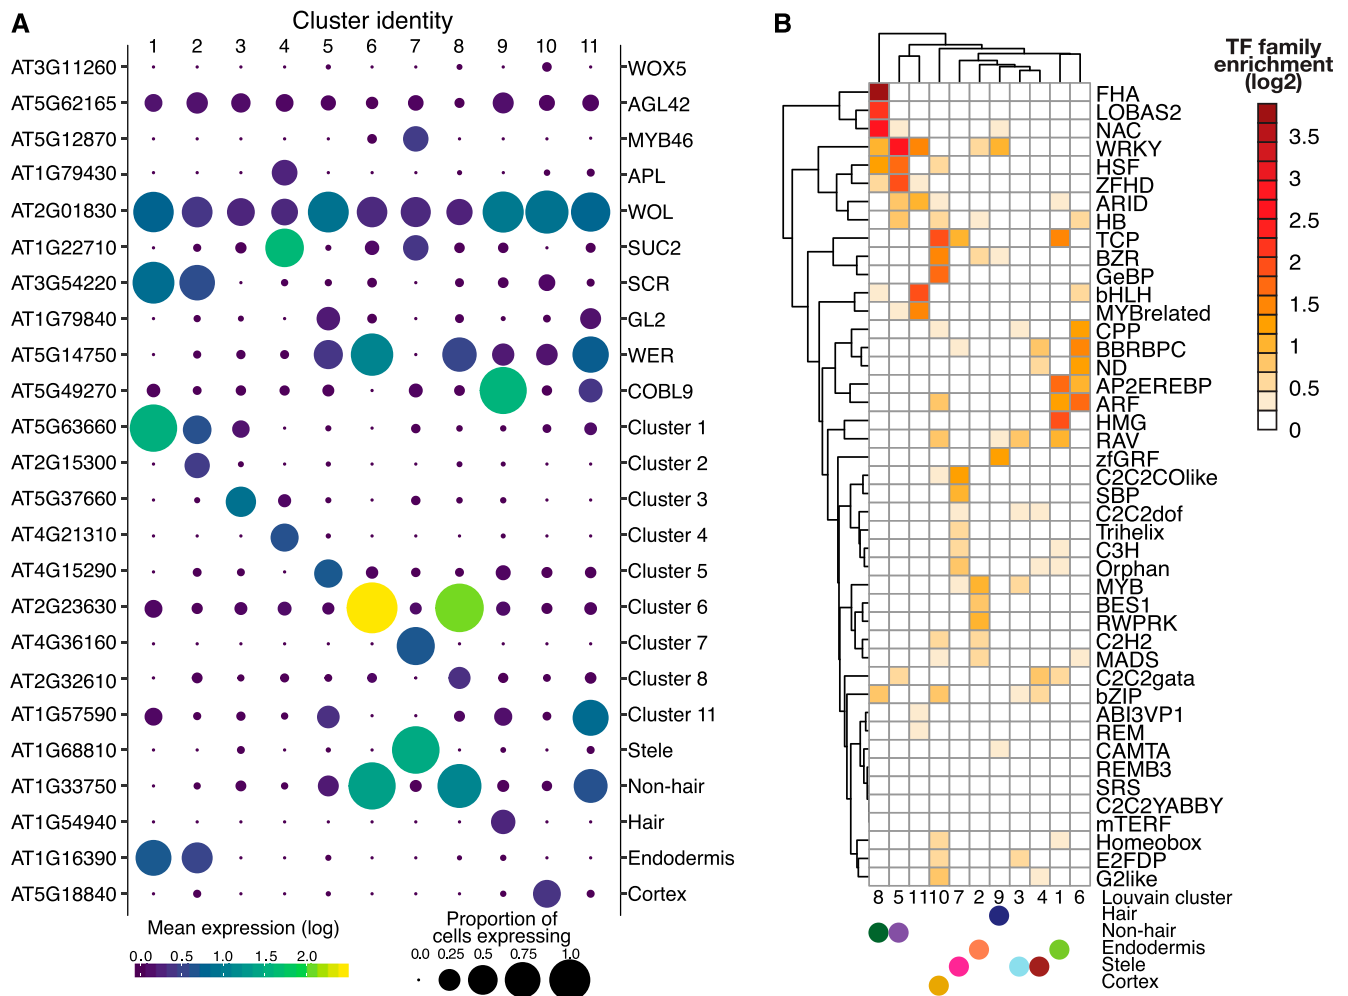 A
Cluster identity
1 2 3 4 5 6 7 8 9 10 11
AT3G11260 WOX5
AT5G62165 AGL42
AT5G12870 MYB46
AT1G79430 APL
AT2G01830 WOL
AT1G22710 SUC2
AT3G54220 SCR
AT1G79840 GL2
AT5G14750 WER
AT5G49270 COBL9
AT5G63660 Cluster 1
AT2G15300 Cluster 2
AT5G37660 Cluster 3
AT4G21310 Cluster 4
AT4G15290 Cluster 5
AT2G23630 Cluster 6
AT4G36160 Cluster 7
AT2G32610 Cluster 8
AT1G57590 Cluster 11
AT1G68810 Stele
AT1G33750 Non-hair
AT1G54940 Hair
AT1G16390 Endodermis
AT5G18840 Cortex
Mean expression (log)
0.0 0.5 1.0 1.5 2.0
Proportion of
cells expressing
0.0 0.25 0.5 0.75 1.0
B
TF family
enrichment
(log2)
3.5
3
2.5
2
1.5
1
0.5
0
FHA
LOBAS2
NAC
WRKY
HSF
ZFHD
ARID
HB
TCP
BZR
GeBP
bHLH
MYBrelated
CPP
BBRBPC
ND
AP2EREBP
ARF
HMG
RAV
zfGRF
C2C2COlike
SBP
C2C2dof
Trihelix
C3H
Orphan
MYB
BES1
RWPRK
C2H2
MADS
C2C2gata
bZIP
ABI3VP1
REM
CAMTA
REMB3
SRS
C2C2YABBY
mTERF
Homeobox
E2FDP
G2like
8 5 11 10 7 2 9 3 4 1 6 Louvain cluster
Hair
Non-hair
Endodermis
Stele
Cortex